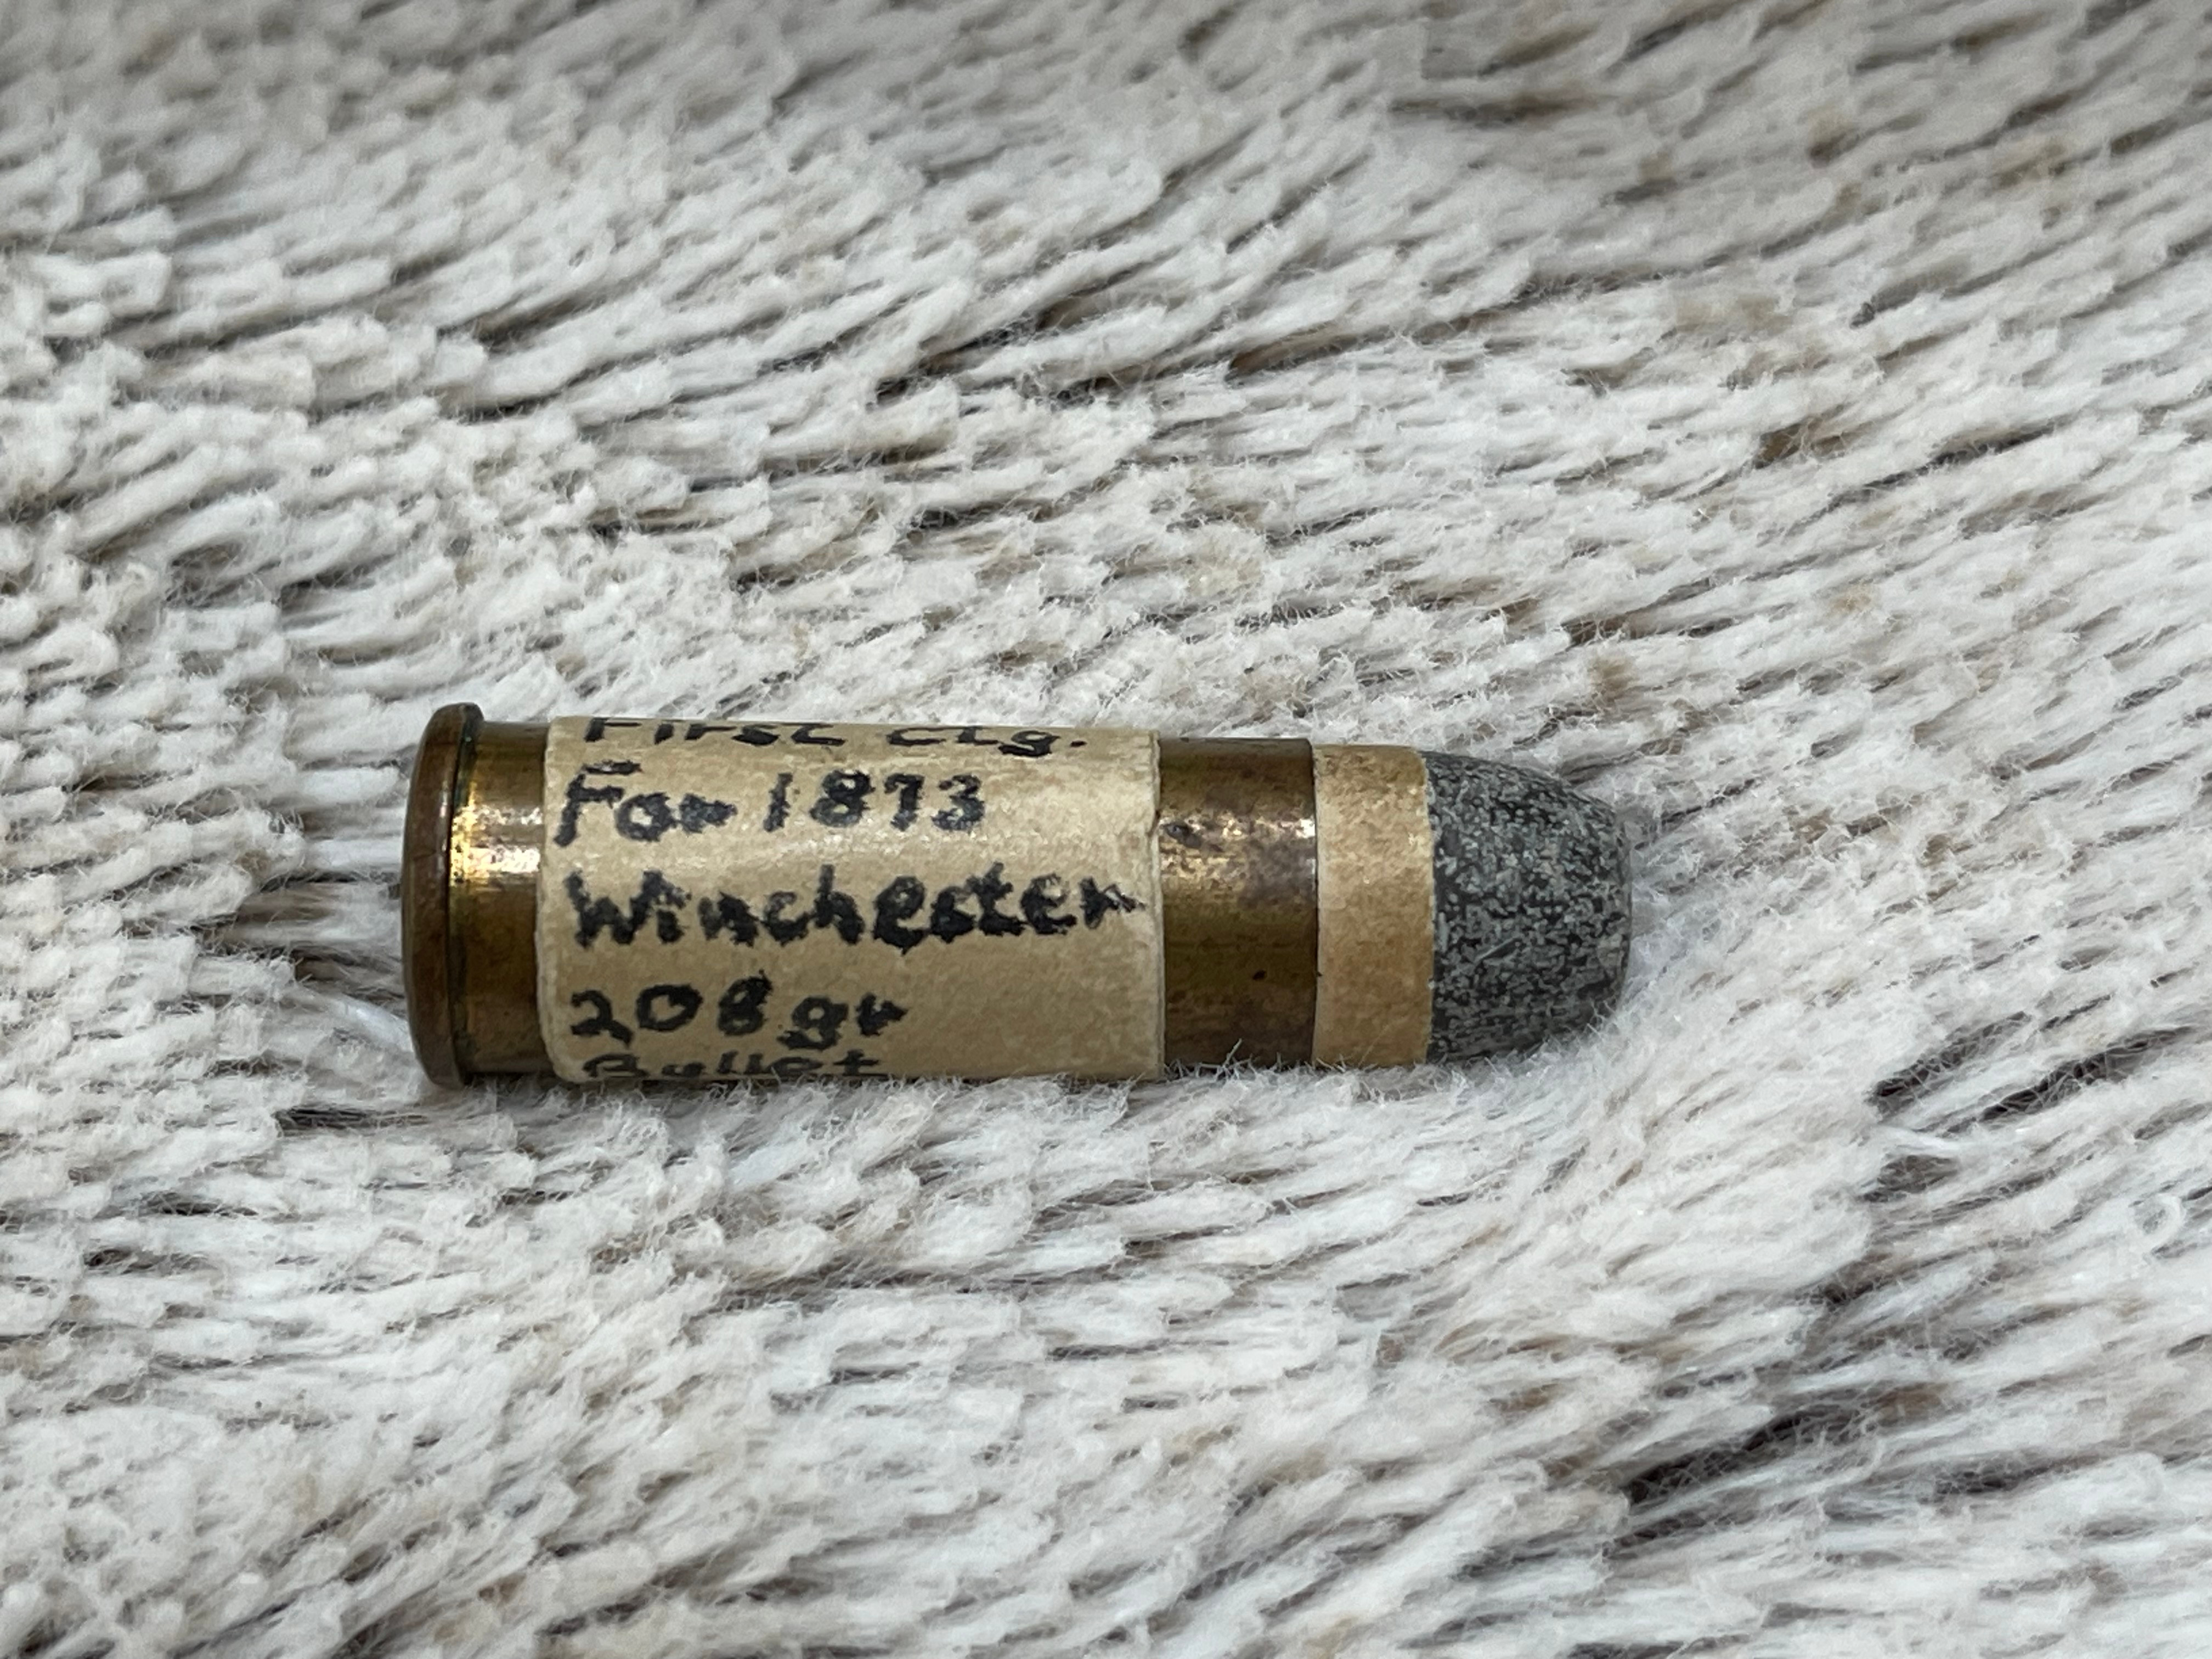 First Ctg.
For 1873
Winchester
208 gr
Bullet